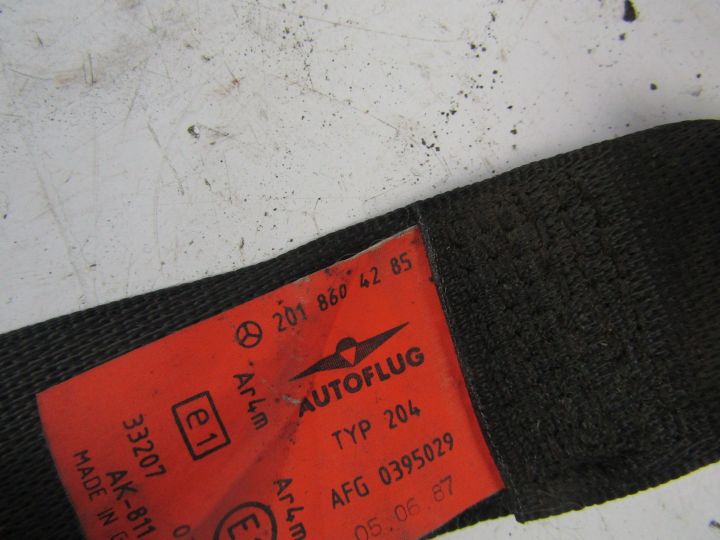 201 860 42 85
AUTOFLUG
TYP 204
AFG 0395029
05.06.87
Ar4m
e1
33207
AK-811
MADE IN
Ar4m
E